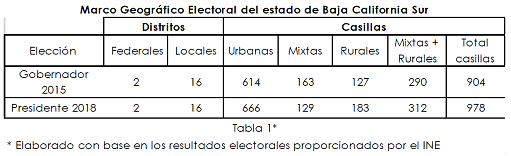 Marco Geográfico Electoral del estado de Baja California Sur
Distritos Casillas
Elección Federales Locales Urbanas Mixtas Rurales Mixtas + Rurales Total casillas
Gobernador 2015 2 16 614 163 127 290 904
Presidente 2018 2 16 666 129 183 312 978
Tabla 1*
* Elaborado con base en los resultados electorales proporcionados por el INE